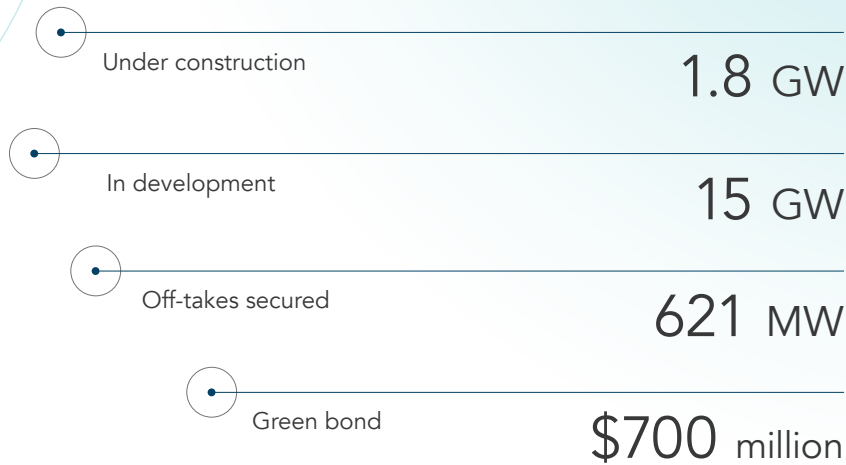 Under construction
1.8 GW
In development
15 GW
Off-takes secured
621 MW
Green bond
$700 million